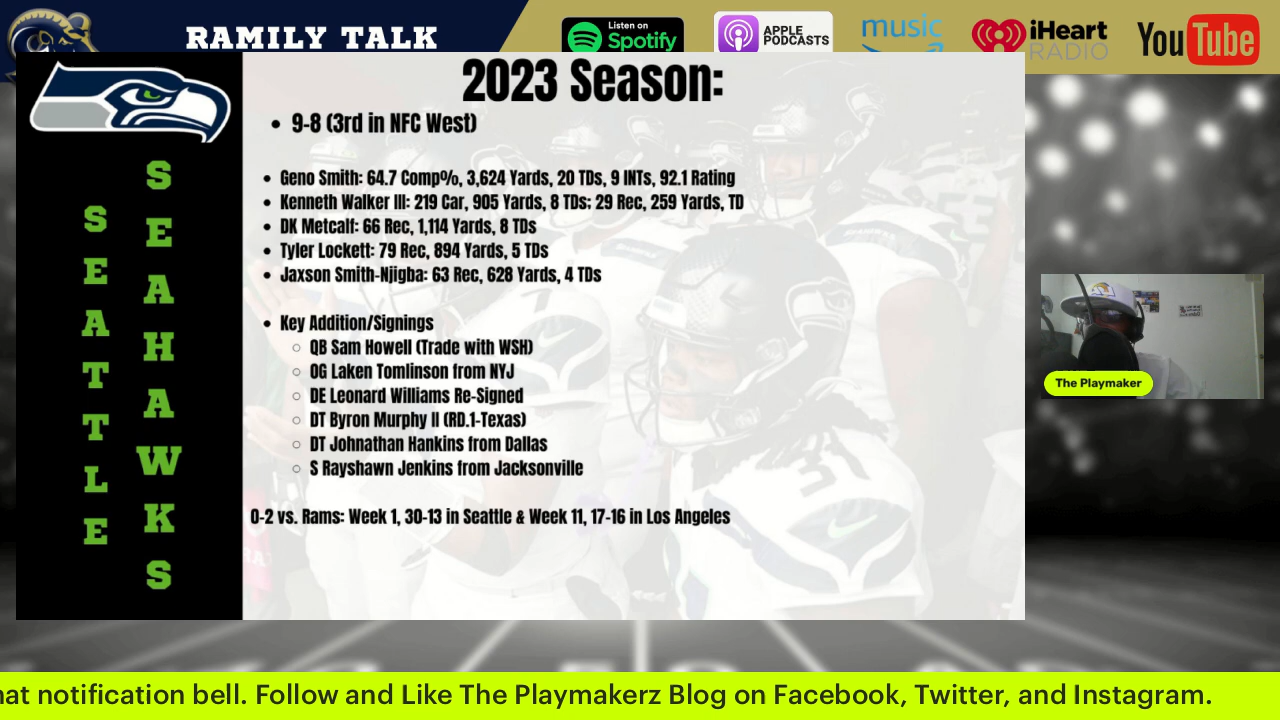 RAMILY TALK
Listen on
Spotify
APPLE
PODCASTS
music
iHeart
RADIO
YouTube
SEATTLE
SEAHAWKS
2023 Season:
• 9-8 (3rd in NFC West)
• Geno Smith: 64.7 Comp%, 3,624 Yards, 20 TDs, 9 INTs, 92.1 Rating
• Kenneth Walker III: 219 Car, 905 Yards, 8 TDs; 29 Rec, 259 Yards, TD
• DK Metcalf: 66 Rec, 1,114 Yards, 8 TDs
• Tyler Lockett: 79 Rec, 894 Yards, 5 TDs
• Jaxson Smith-Njigba: 63 Rec, 628 Yards, 4 TDs
• Key Addition/Signings
○ QB Sam Howell (Trade with WSH)
○ OG Laken Tomlinson from NYJ
○ DE Leonard Williams Re-Signed
○ DT Byron Murphy II (RD.1-Texas)
○ DT Johnathan Hankins from Dallas
○ S Rayshawn Jenkins from Jacksonville
0-2 vs. Rams: Week 1, 30-13 in Seattle & Week 11, 17-16 in Los Angeles
The Playmaker
notification bell. Follow and Like The Playmakerz Blog on Facebook, Twitter, and Instagram.